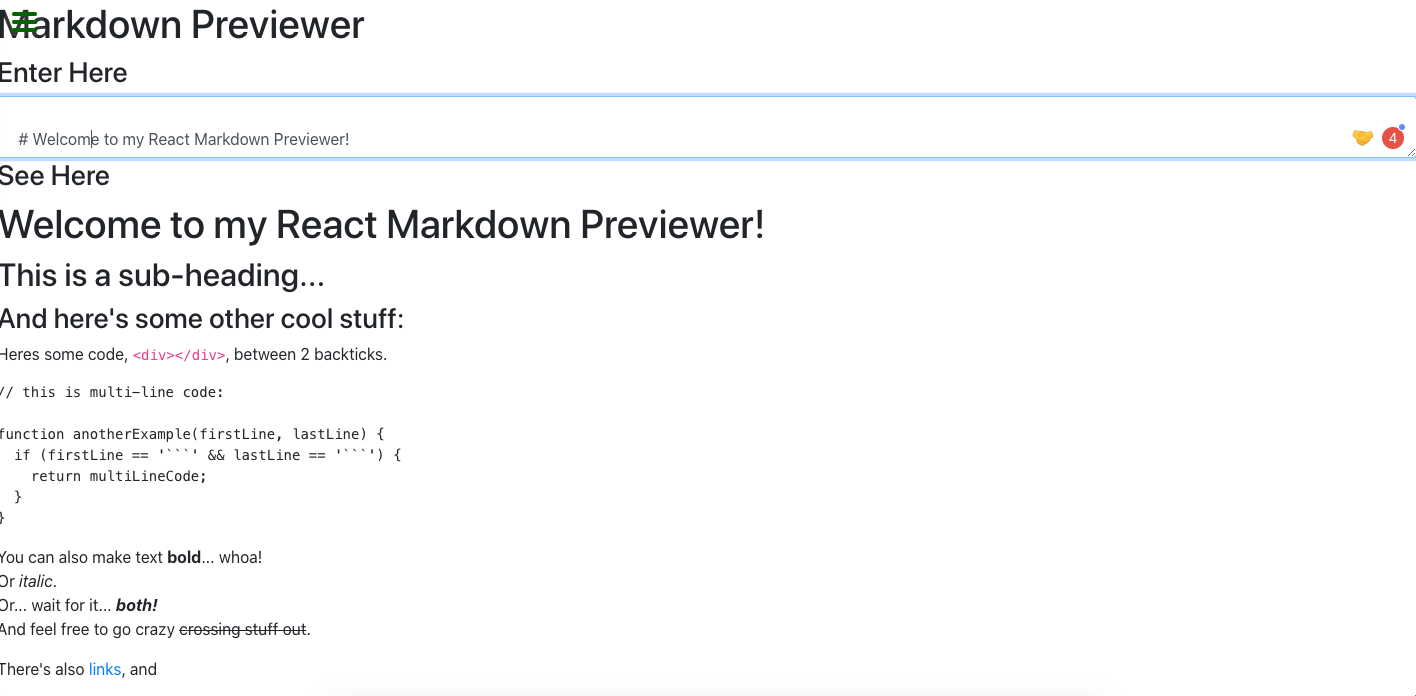 Markdown Previewer
Enter Here
# Welcome to my React Markdown Previewer!
4
See Here
Welcome to my React Markdown Previewer!
This is a sub-heading...
And here's some other cool stuff:
Heres some code, <div></div>, between 2 backticks.
// this is multi-line code:
function anotherExample(firstLine, lastLine) {
  if (firstLine == '```' && lastLine == '```') {
    return multiLineCode;
  }
}
You can also make text bold... whoa!
Or italic.
Or... wait for it... both!
And feel free to go crazy crossing stuff out.
There's also links, and